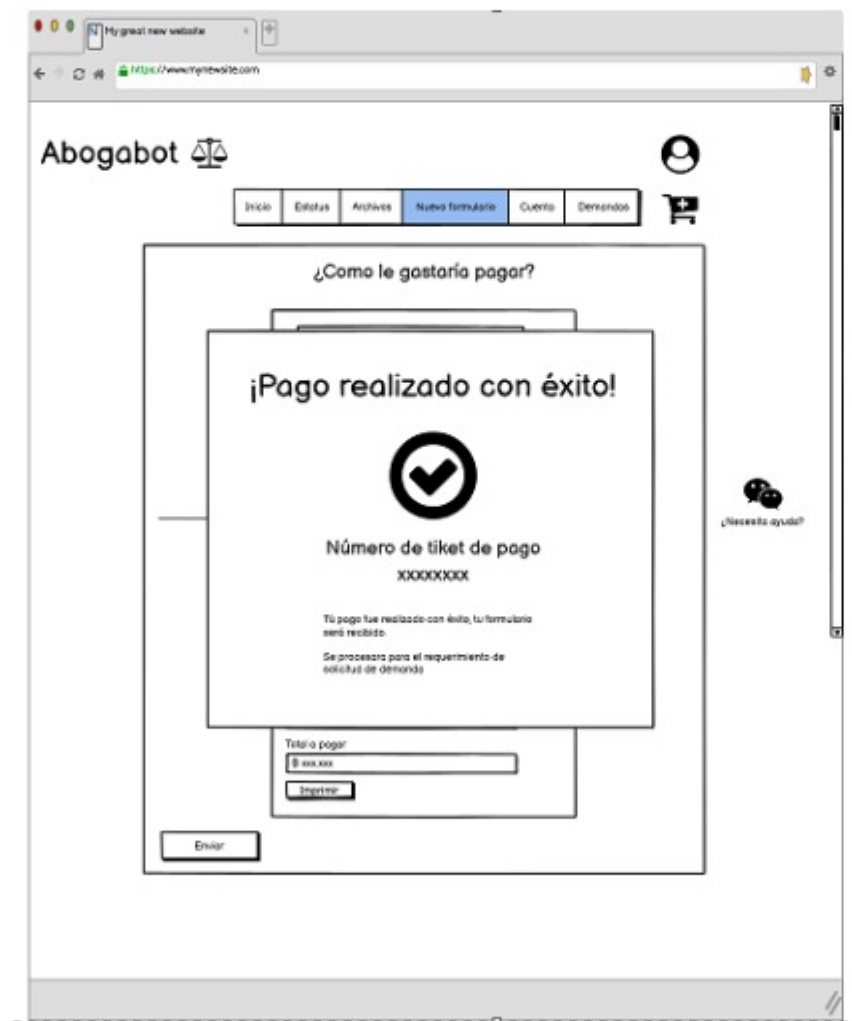 My great new website
https://www.mynewsite.com
Abogabot
Inicio Estatus Archivos Nuevo formulario Cuenta Demandas
¿Como le gastaría pagar?
¡Pago realizado con éxito!
Número de tiket de pago
xxxxxxxx
¿Necesita ayuda?
Tú pago fue realizado con éxito, tu formulario
será recibido.
Se procesara para el requerimiento de
solicitud de demanda
Total a pagar
$ xxx.xxx
Imprimir
Enviar